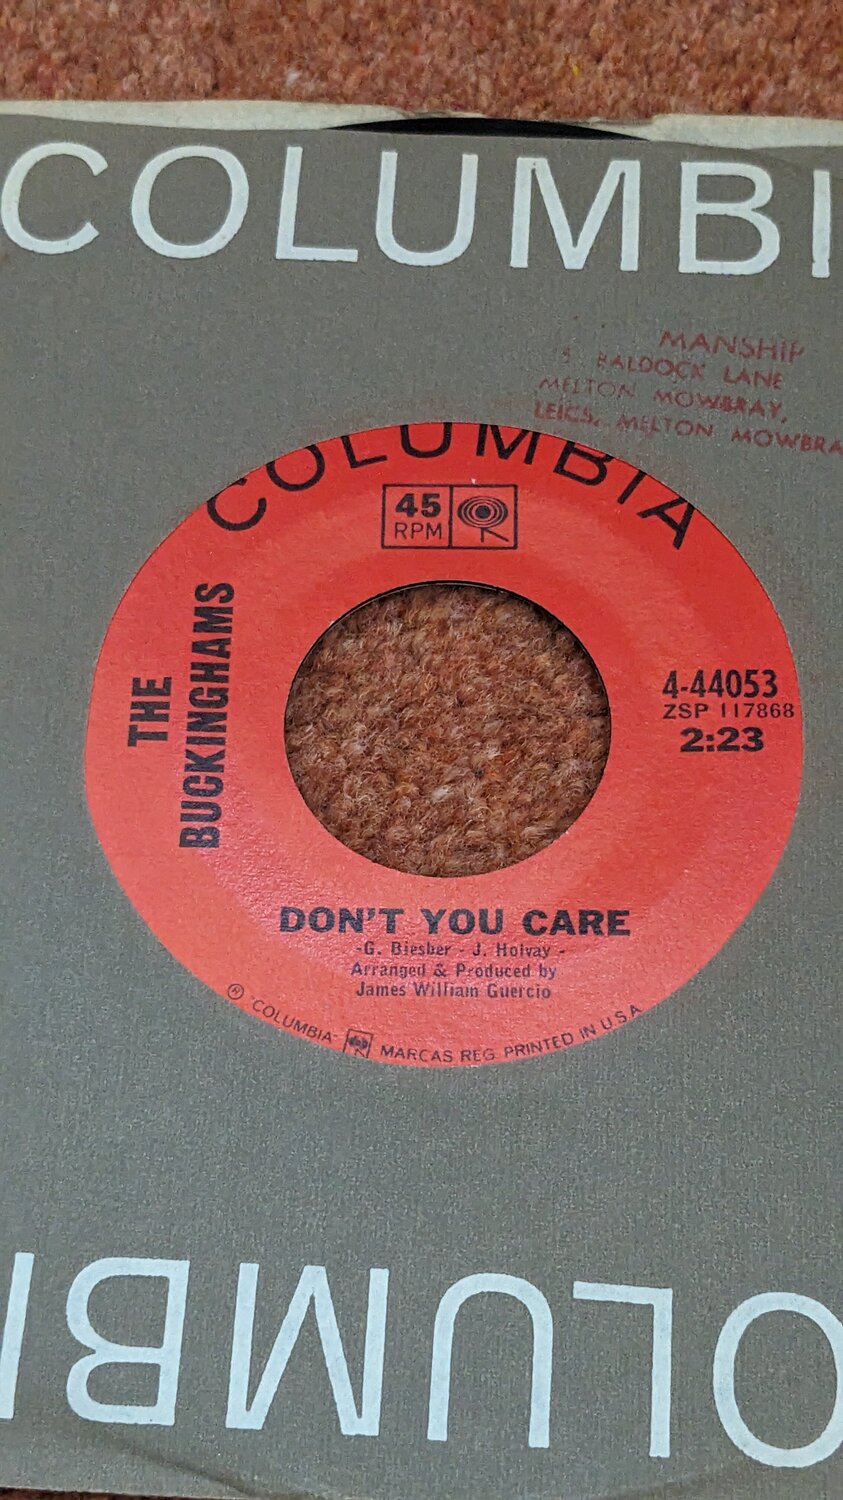 COLUMBI
MANSHIP
BALDOCK LANE
MELTON MOWBRAY,
LEICS. MELTON MOWBRA
COLUMBIA
45
RPM
THE
BUCKINGHAMS
4-44053
ZSP 117868
2:23
DON'T YOU CARE
-G. Biesber - J. Holvay -
Arranged & Produced by
James William Guercio
® "COLUMBIA" MARCAS REG. PRINTED IN U.S.A.
OLUMBI